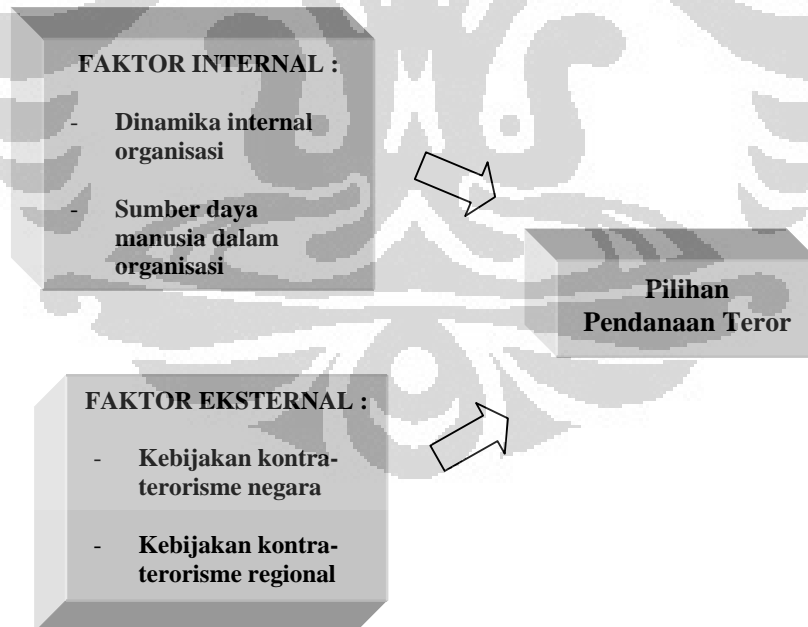 FAKTOR INTERNAL :
- Dinamika internal
organisasi
- Sumber daya
manusia dalam
organisasi
Pilihan
Pendanaan Teror
FAKTOR EKSTERNAL :
- Kebijakan kontra-
terorisme negara
- Kebijakan kontra-
terorisme regional